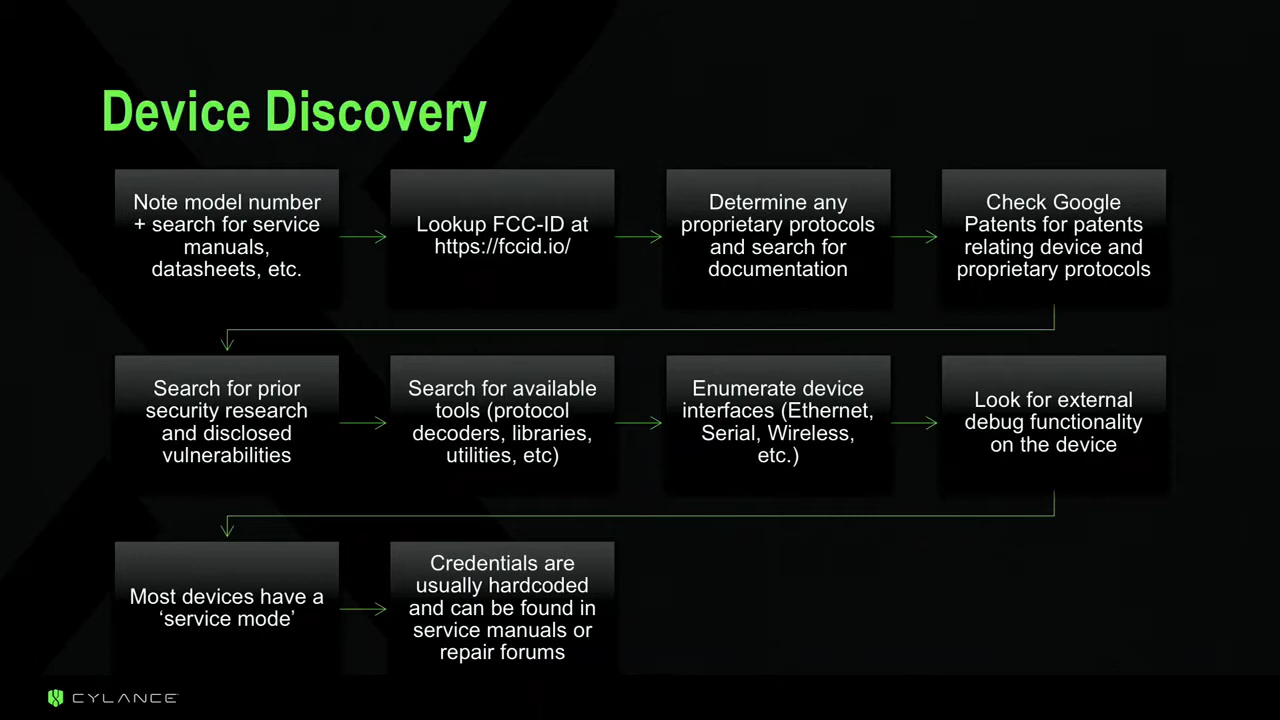 Device Discovery
Note model number
+ search for service
manuals,
datasheets, etc.
Lookup FCC-ID at
https://fccid.io/
Determine any
proprietary protocols
and search for
documentation
Check Google
Patents for patents
relating device and
proprietary protocols
Search for prior
security research
and disclosed
vulnerabilities
Search for available
tools (protocol
decoders, libraries,
utilities, etc)
Enumerate device
interfaces (Ethernet,
Serial, Wireless,
etc.)
Look for external
debug functionality
on the device
Most devices have a
‘service mode’
Credentials are
usually hardcoded
and can be found in
service manuals or
repair forums
CYLANCE